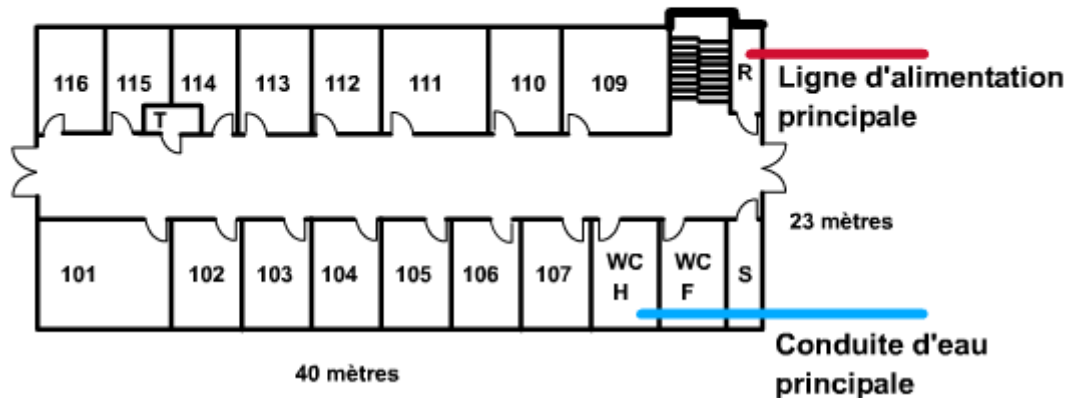 116 115 114 113 112 111 110 109 R
T
Ligne d'alimentation
principale
23 mètres
101 102 103 104 105 106 107 WC H WC F S
Conduite d'eau
principale
40 mètres